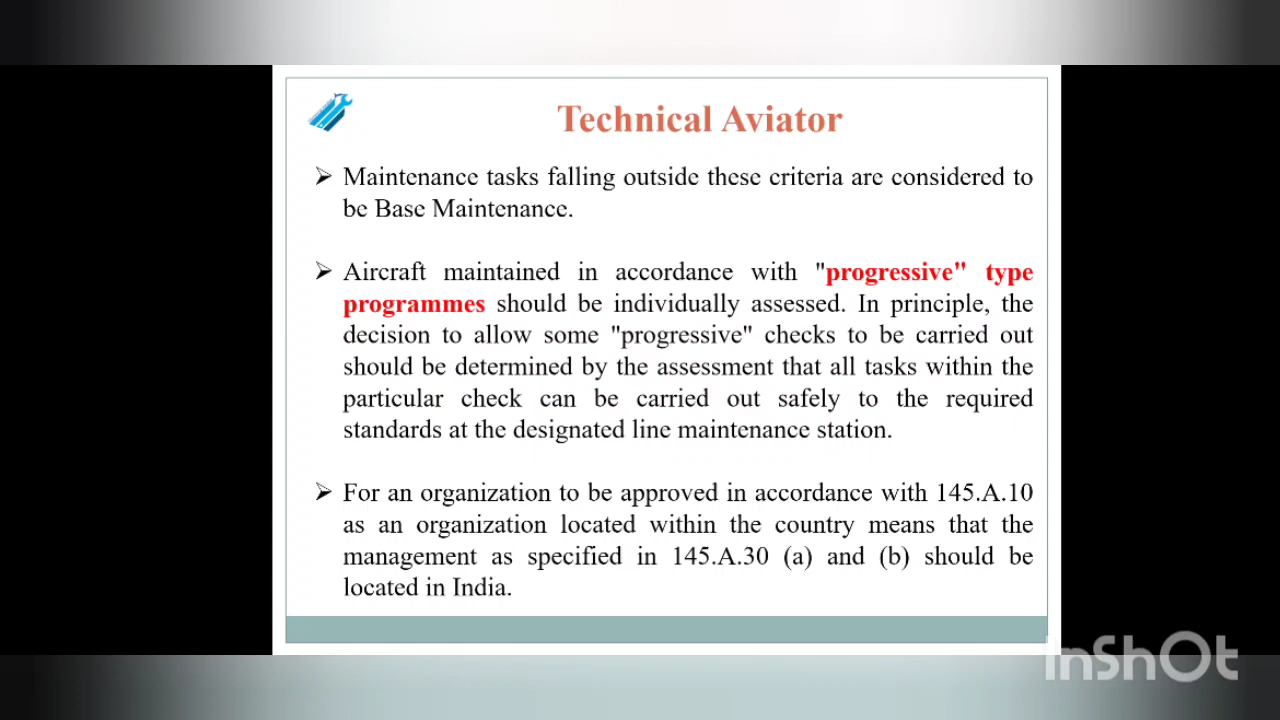 Technical Aviator
➢ Maintenance tasks falling outside these criteria are considered to
be Base Maintenance.
➢ Aircraft maintained in accordance with "progressive" type
programmes should be individually assessed. In principle, the
decision to allow some "progressive" checks to be carried out
should be determined by the assessment that all tasks within the
particular check can be carried out safely to the required
standards at the designated line maintenance station.
➢ For an organization to be approved in accordance with 145.A.10
as an organization located within the country means that the
management as specified in 145.A.30 (a) and (b) should be
located in India.
InShOt